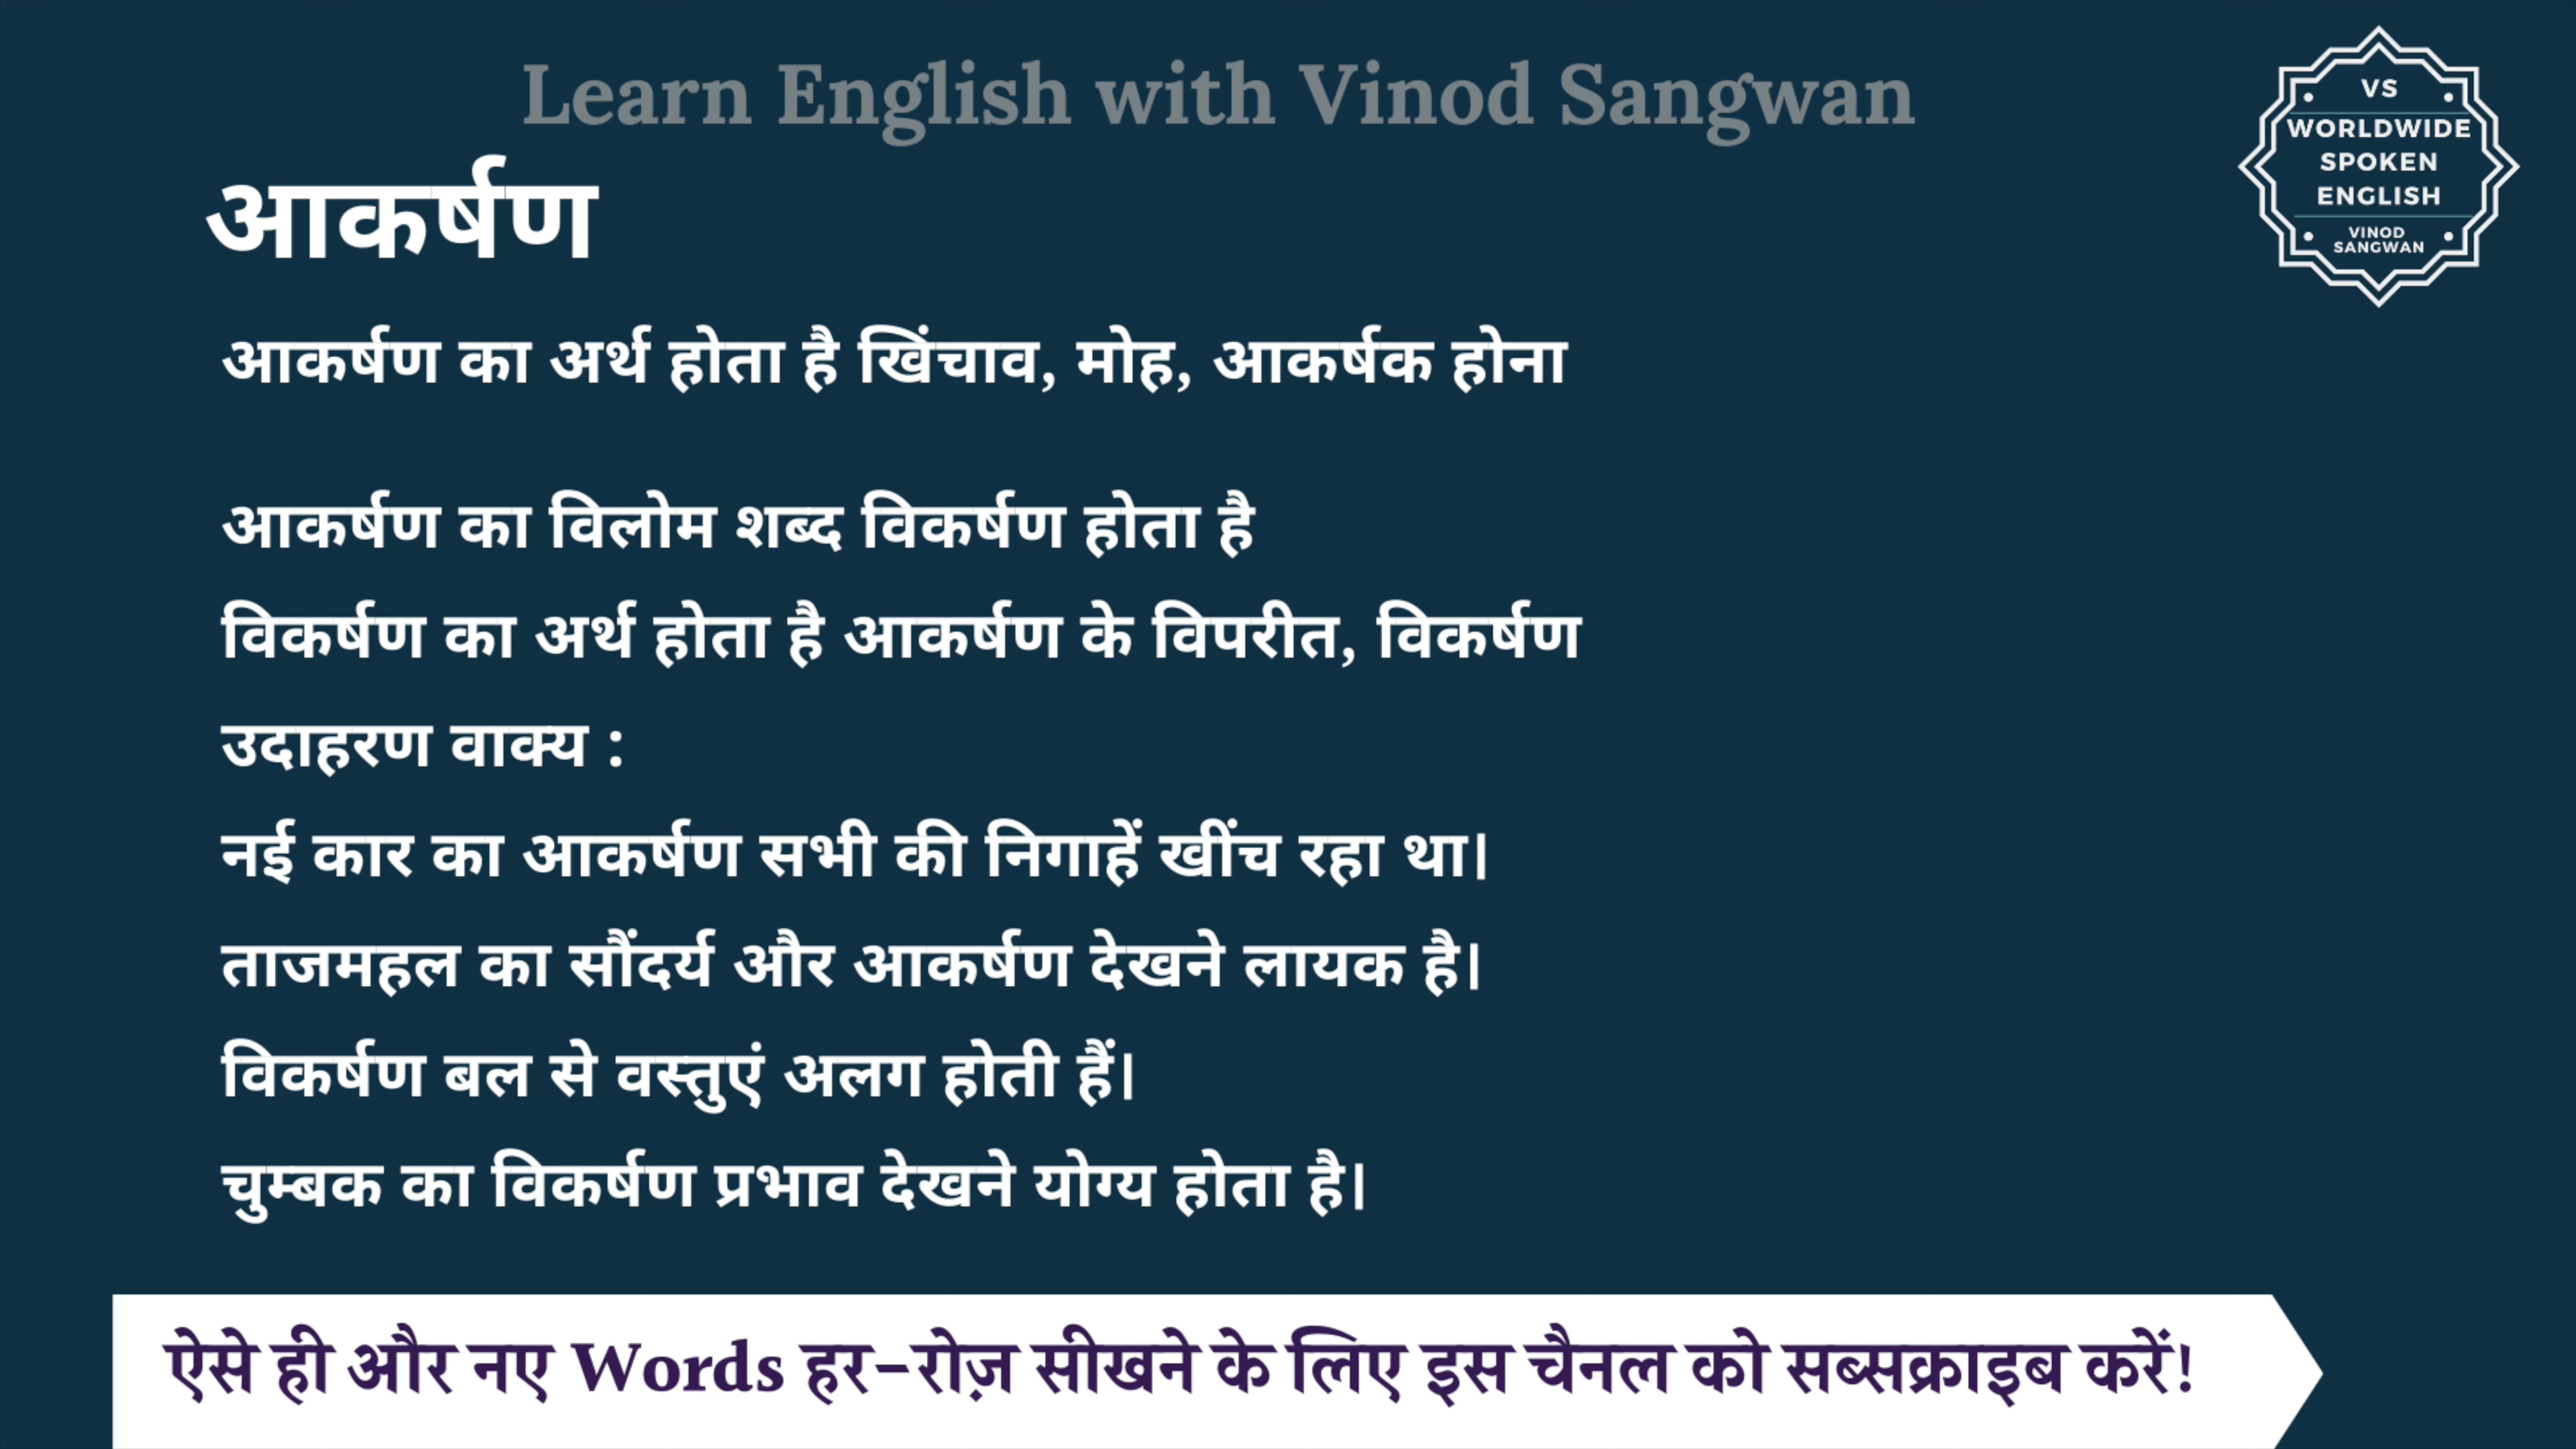 Learn English with Vinod Sangwan
VS
WORLDWIDE
SPOKEN
ENGLISH
VINOD
SANGWAN
आकर्षण
आकर्षण का अर्थ होता है खिंचाव, मोह, आकर्षक होना
आकर्षण का विलोम शब्द विकर्षण होता है
विकर्षण का अर्थ होता है आकर्षण के विपरीत, विकर्षण
उदाहरण वाक्य :
नई कार का आकर्षण सभी की निगाहें खींच रहा था।
ताजमहल का सौंदर्य और आकर्षण देखने लायक है।
विकर्षण बल से वस्तुएं अलग होती हैं।
चुम्बक का विकर्षण प्रभाव देखने योग्य होता है।
ऐसे ही और नए Words हर-रोज़ सीखने के लिए इस चैनल को सब्सक्राइब करें!